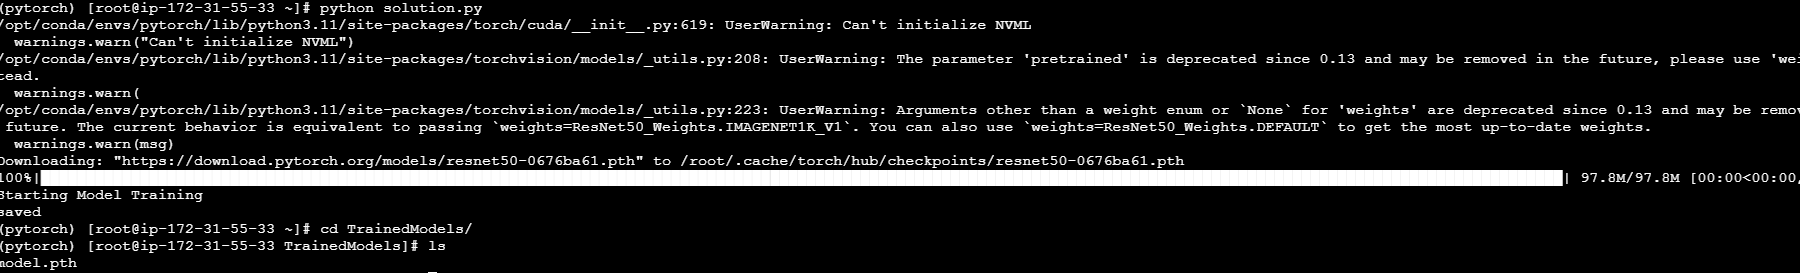 (pytorch) [root@ip-172-31-55-33 ~]# python solution.py
/opt/conda/envs/pytorch/lib/python3.11/site-packages/torch/cuda/__init__.py:619: UserWarning: Can't initialize NVML
  warnings.warn("Can't initialize NVML")
/opt/conda/envs/pytorch/lib/python3.11/site-packages/torchvision/models/_utils.py:208: UserWarning: The parameter 'pretrained' is deprecated since 0.13 and may be removed in the future, please use 'wei
tead.
  warnings.warn(
/opt/conda/envs/pytorch/lib/python3.11/site-packages/torchvision/models/_utils.py:223: UserWarning: Arguments other than a weight enum or `None` for 'weights' are deprecated since 0.13 and may be remov
 future. The current behavior is equivalent to passing `weights=ResNet50_Weights.IMAGENET1K_V1`. You can also use `weights=ResNet50_Weights.DEFAULT` to get the most up-to-date weights.
  warnings.warn(msg)
Downloading: "https://download.pytorch.org/models/resnet50-0676ba61.pth" to /root/.cache/torch/hub/checkpoints/resnet50-0676ba61.pth
100%| | 97.8M/97.8M [00:00<00:00,
Starting Model Training
saved
(pytorch) [root@ip-172-31-55-33 ~]# cd TrainedModels/
(pytorch) [root@ip-172-31-55-33 TrainedModels]# ls
model.pth